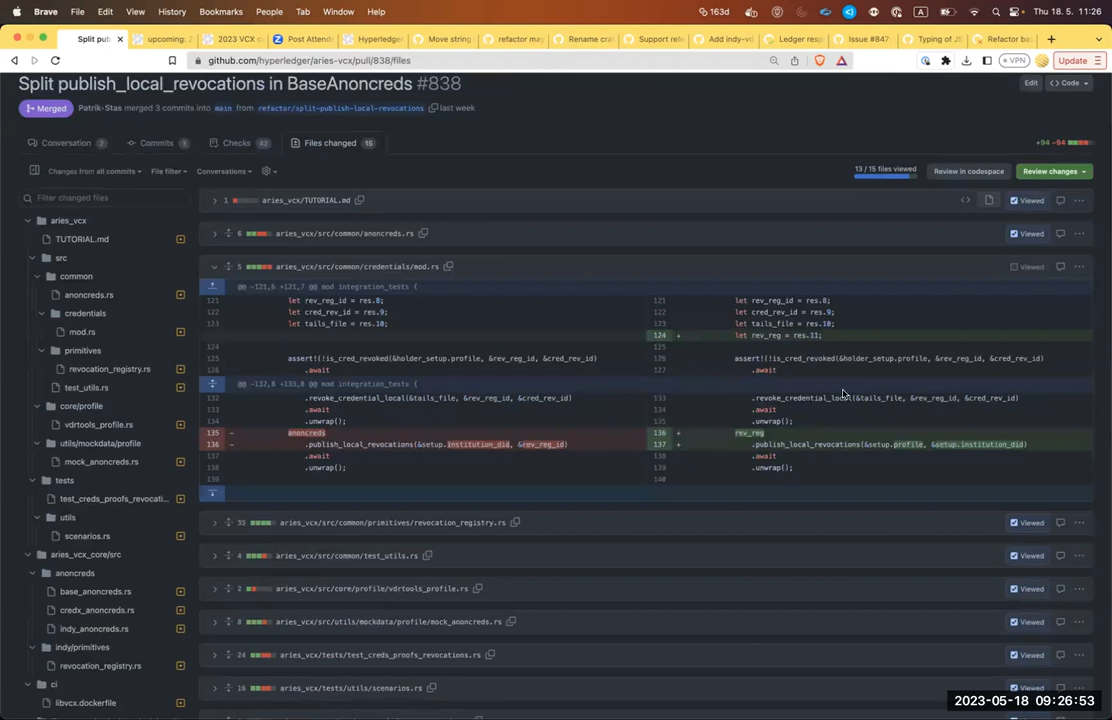 Brave File Edit View History Bookmarks People Tab Window Help 163d A Thu 18. 5. 11:26
Split pu upcoming: 2 2023 VCX c Post Attende Hyperledger Move string refactor may Rename cra Support refe Add indy-vd Ledger resp Issue #847: Typing of JS Refactor bas
github.com/hyperledger/aries-vcx/pull/838/files VPN Update
Split publish_local_revocations in BaseAnoncreds #838 Edit <> Code
Merged Patrik-Stas merged 3 commits into main from refactor/split-publish-local-revocations last week
Conversation 2 Commits 3 Checks 42 Files changed 15 +94 −94
Changes from all commits File filter Conversations 13 / 15 files viewed Review in codespace Review changes
Filter changed files
aries_vcx
TUTORIAL.md
src
common
anoncreds.rs
credentials
mod.rs
primitives
revocation_registry.rs
test_utils.rs
core/profile
vdrtools_profile.rs
utils/mockdata/profile
mock_anoncreds.rs
tests
test_creds_proofs_revocati...
utils
scenarios.rs
aries_vcx_core/src
anoncreds
base_anoncreds.rs
credx_anoncreds.rs
indy_anoncreds.rs
indy/primitives
revocation_registry.rs
ci
libvcx.dockerfile
1 aries_vcx/TUTORIAL.md Viewed
6 aries_vcx/src/common/anoncreds.rs Viewed
5 aries_vcx/src/common/credentials/mod.rs Viewed
@@ -121,6 +121,7 @@ mod integration_tests {
121 let rev_reg_id = res.8; 121 let rev_reg_id = res.8;
122 let cred_rev_id = res.9; 122 let cred_rev_id = res.9;
123 let tails_file = res.10; 123 let tails_file = res.10;
124 + let rev_reg = res.11;
124
125 assert!(!is_cred_revoked(&holder_setup.profile, &rev_reg_id, &cred_rev_id) 126 assert!(!is_cred_revoked(&holder_setup.profile, &rev_reg_id, &cred_rev_id)
126 .await 127 .await
@@ -132,8 +133,8 @@ mod integration_tests {
132 .revoke_credential_local(&tails_file, &rev_reg_id, &cred_rev_id) 133 .revoke_credential_local(&tails_file, &rev_reg_id, &cred_rev_id)
133 .await 134 .await
134 .unwrap(); 135 .unwrap();
135 - anoncreds 136 + rev_reg
136 - .publish_local_revocations(&setup.institution_did, &rev_reg_id) 137 + .publish_local_revocations(&setup.profile, &setup.institution_did)
137 .await 138 .await
138 .unwrap(); 139 .unwrap();
139 140
35 aries_vcx/src/common/primitives/revocation_registry.rs Viewed
4 aries_vcx/src/common/test_utils.rs Viewed
2 aries_vcx/src/core/profile/vdrtools_profile.rs Viewed
8 aries_vcx/src/utils/mockdata/profile/mock_anoncreds.rs Viewed
24 aries_vcx/tests/test_creds_proofs_revocations.rs Viewed
16 aries_vcx/tests/utils/scenarios.rs Viewed
2023-05-18 09:26:53